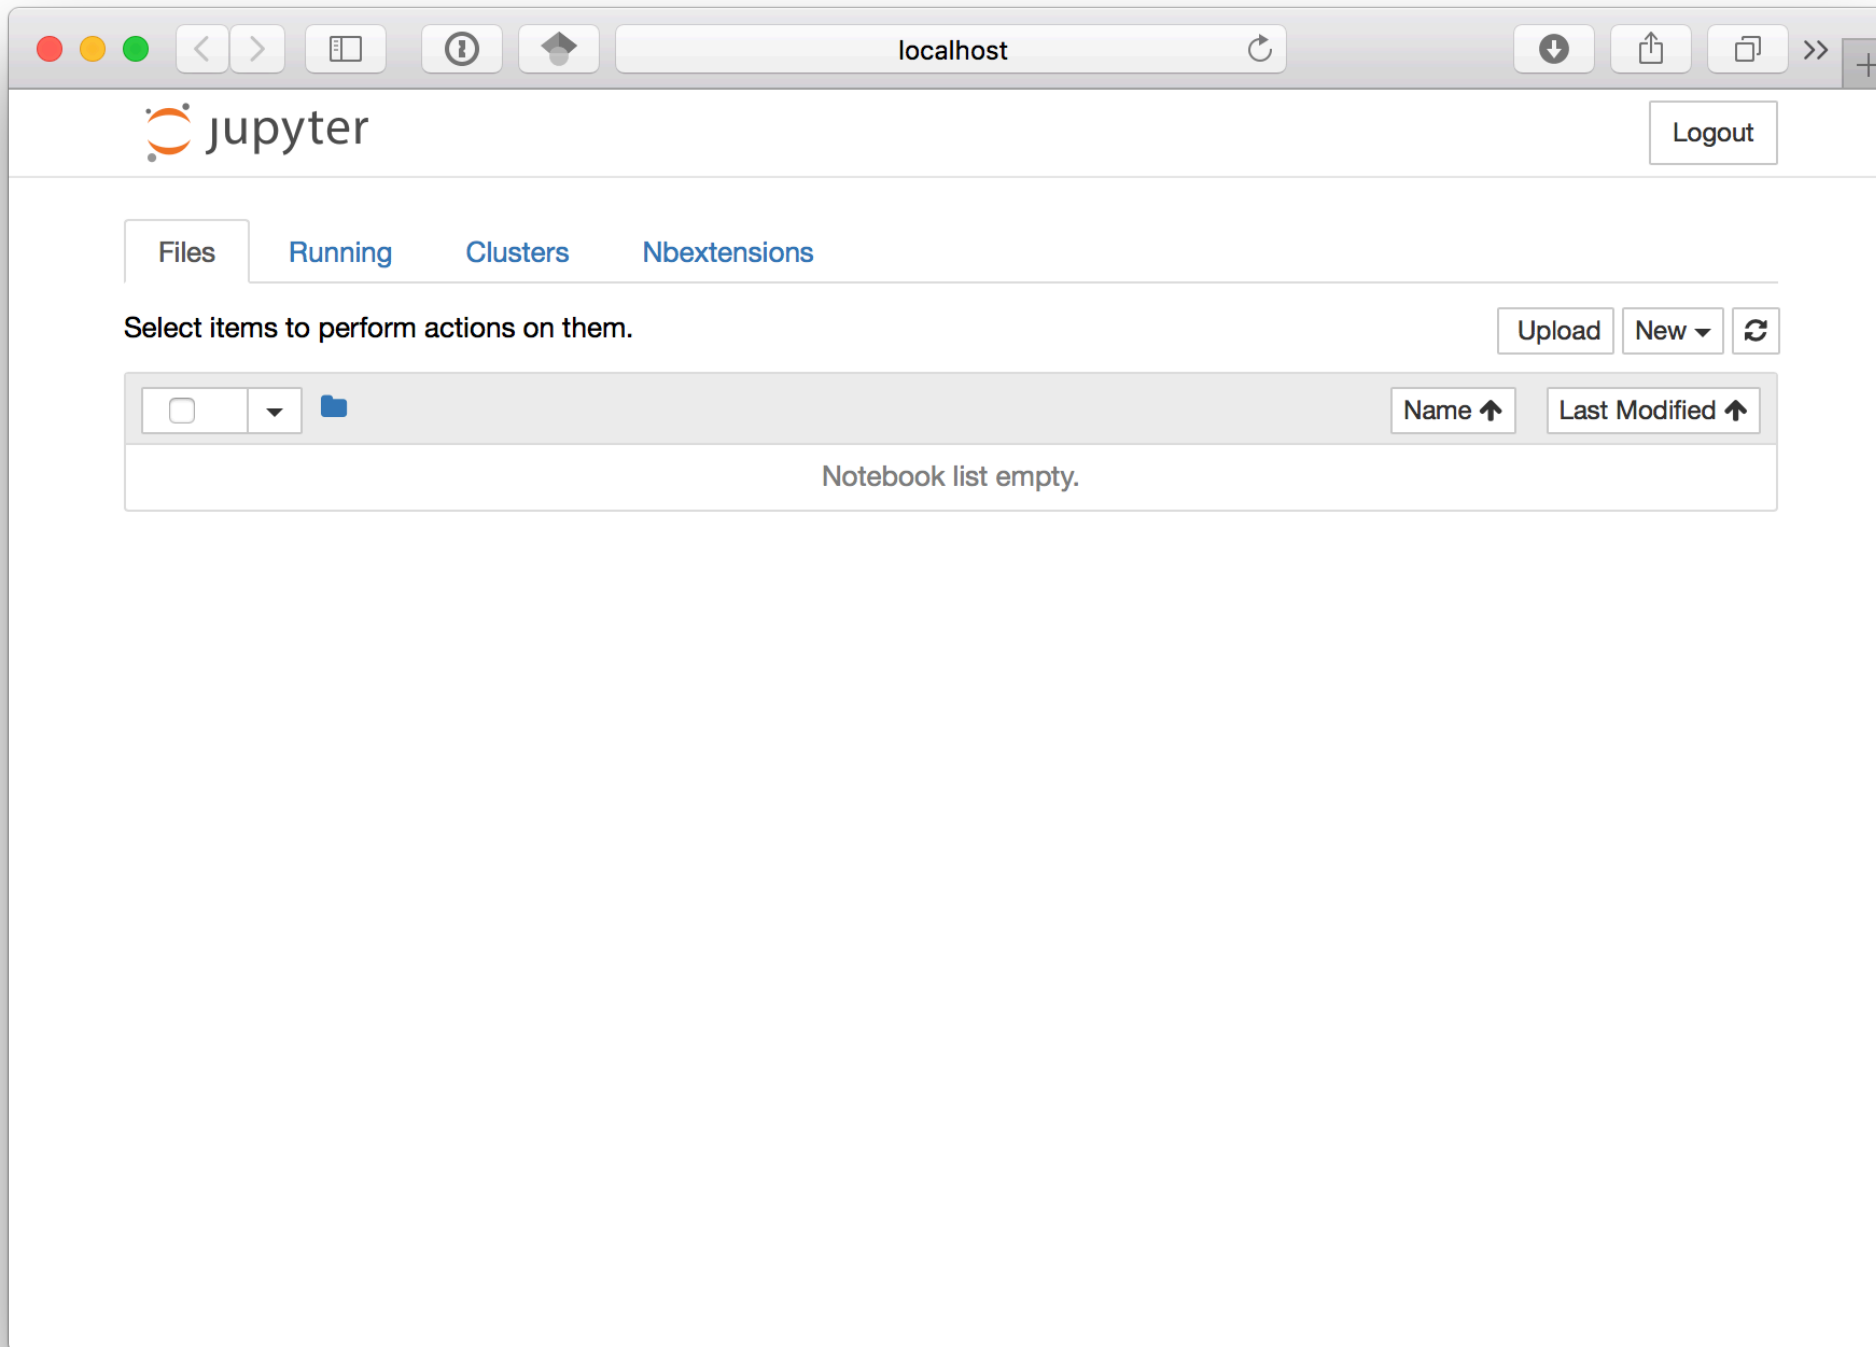 localhost
jupyter
Logout
Files Running Clusters Nbextensions
Select items to perform actions on them.
Upload New
Name Last Modified
Notebook list empty.